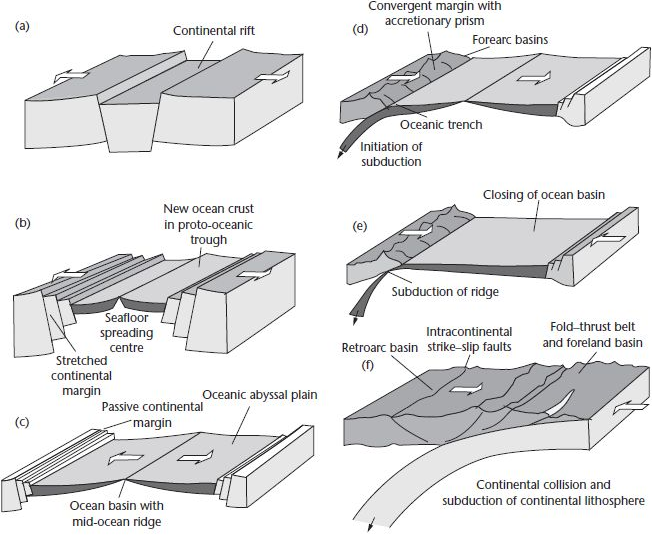 (a)
Continental rift
(b)
New ocean crust
in proto-oceanic
trough
Seafloor
spreading
centre
Stretched
continental
margin
(c)
Passive continental
margin
Oceanic abyssal plain
Ocean basin with
mid-ocean ridge
(d)
Convergent margin with
accretionary prism
Forearc basins
Oceanic trench
Initiation of
subduction
(e)
Closing of ocean basin
Subduction of ridge
(f)
Retroarc basin
Intracontinental
strike–slip faults
Fold–thrust belt
and foreland basin
Continental collision and
subduction of continental lithosphere